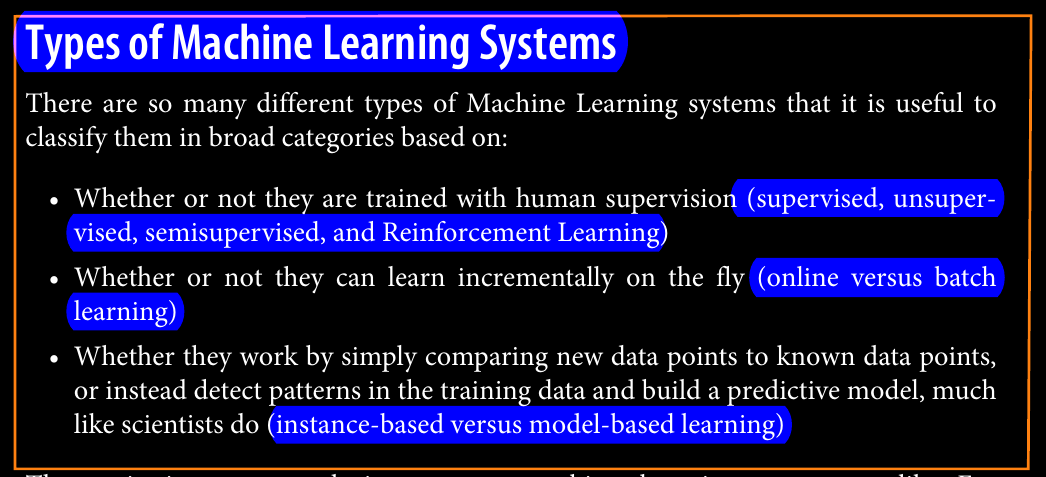 Types of Machine Learning Systems
There are so many different types of Machine Learning systems that it is useful to
classify them in broad categories based on:
• Whether or not they are trained with human supervision (supervised, unsuper-
vised, semisupervised, and Reinforcement Learning)
• Whether or not they can learn incrementally on the fly (online versus batch
learning)
• Whether they work by simply comparing new data points to known data points,
or instead detect patterns in the training data and build a predictive model, much
like scientists do (instance-based versus model-based learning)